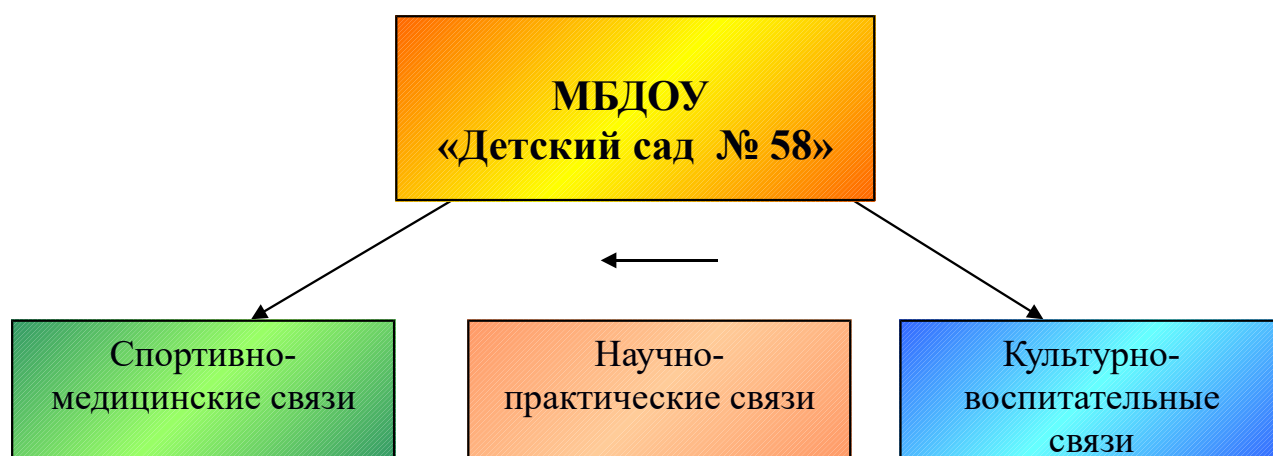 МБДОУ
«Детский сад № 58»
Спортивно-
медицинские связи
Научно-
практические связи
Культурно-
воспитательные
связи